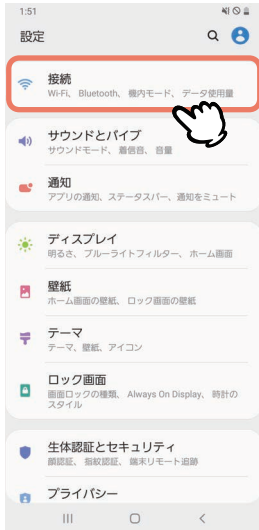 1:51
設定
接続
Wi-Fi、 Bluetooth、 機内モード、 データ使用量
サウンドとバイブ
サウンドモード、 着信音、 音量
通知
アプリの通知、ステータスバー、通知をミュート
ディスプレイ
明るさ、 ブルーライトフィルター、 ホーム画面
壁紙
ホーム画面の壁紙、 ロック画面の壁紙
テーマ
テーマ、壁紙、アイコン
ロック画面
画面ロックの種類、 Always On Display、 時計の
スタイル
生体認証とセキュリティ
顔認証、 指紋認証、 端末リモート追跡
プライバシー